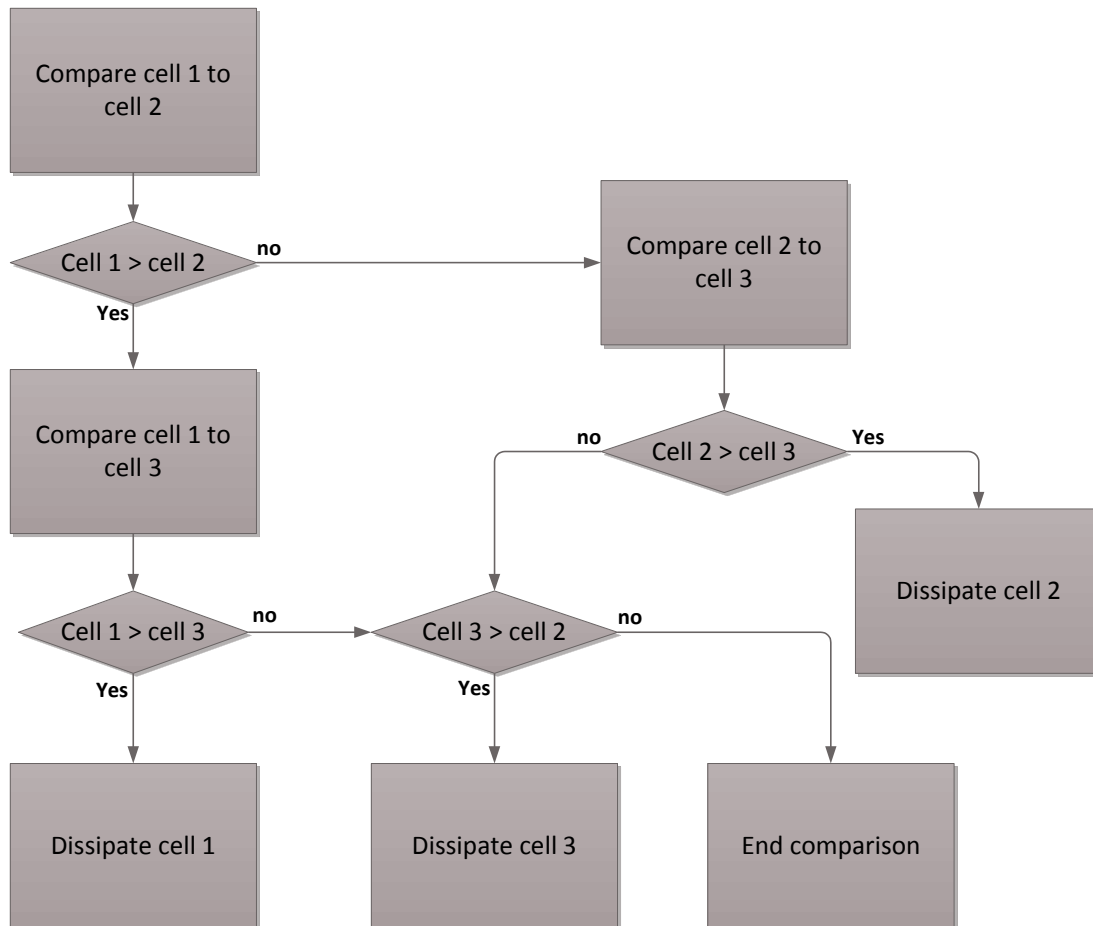 Compare cell 1 to
cell 2
Cell 1 > cell 2
no
Yes
Compare cell 2 to
cell 3
Compare cell 1 to
cell 3
no
Cell 2 > cell 3
Yes
Dissipate cell 2
Cell 1 > cell 3
no
Cell 3 > cell 2
no
Yes
Yes
Dissipate cell 1
Dissipate cell 3
End comparison